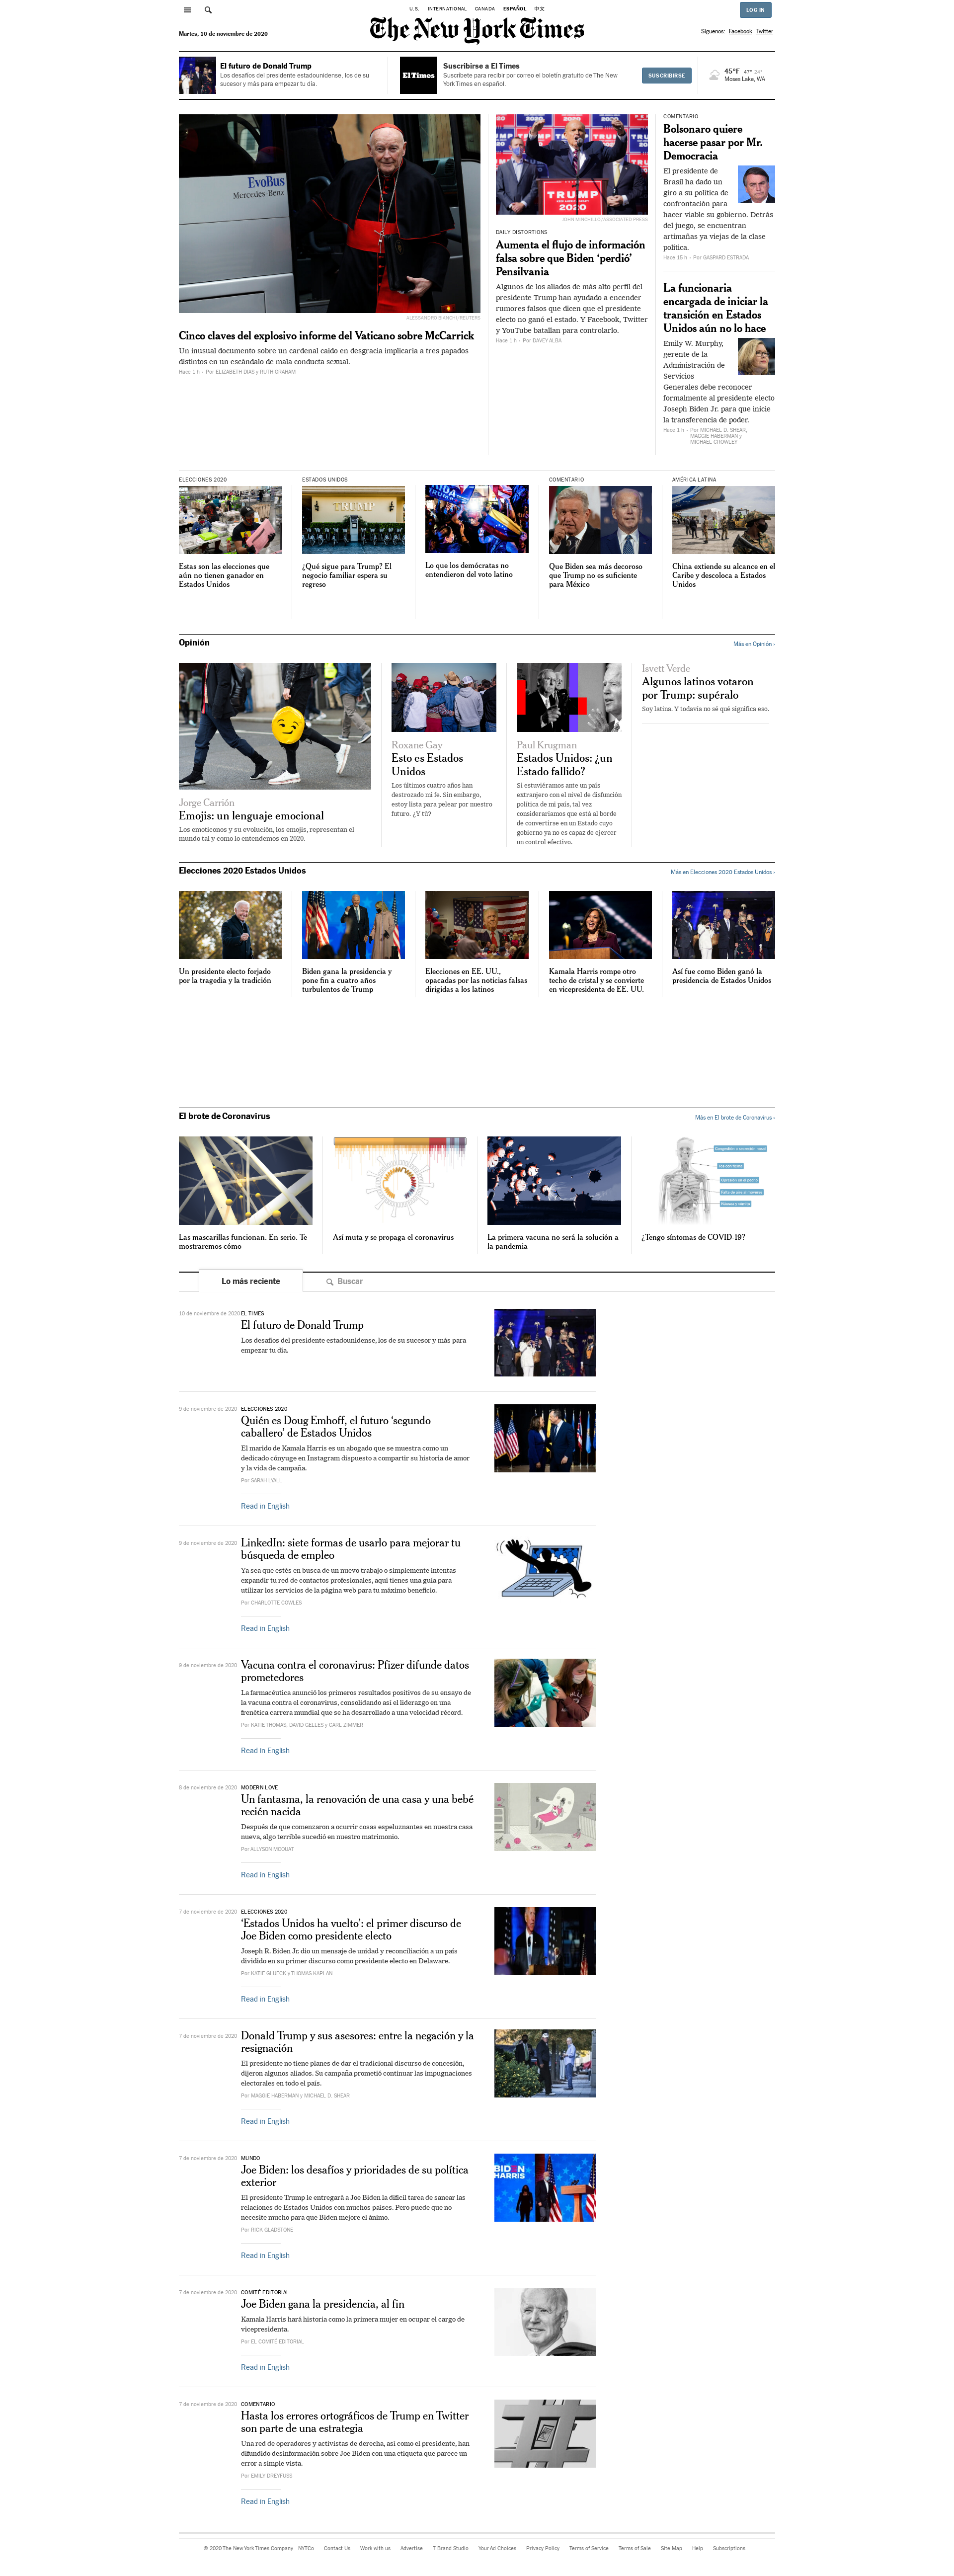 U.S. INTERNATIONAL CANADA ESPAÑOL 中文
LOG IN
The New York Times
Martes, 10 de noviembre de 2020
Síguenos: Facebook Twitter
El futuro de Donald Trump
Los desafíos del presidente estadounidense, los de su
sucesor y más para empezar tu día.
El Times
Suscribirse a El Times
Suscríbete para recibir por correo el boletín gratuito de The New
York Times en español.
SUSCRIBIRSE
45°F 47° 24°
Moses Lake, WA
EvoBus
Mercedes-Benz
ALESSANDRO BIANCHI/ REUTERS
Cinco claves del explosivo informe del Vaticano sobre McCarrick
Un inusual documento sobre un cardenal caído en desgracia implicaría a tres papados
distintos en un escándalo de mala conducta sexual.
Hace 1 h • Por ELIZABETH DIAS y RUTH GRAHAM
TRUMP
2020
JOHN MINCHILLO/ASSOCIATED PRESS
DAILY DISTORTIONS
Aumenta el flujo de información
falsa sobre que Biden ‘perdió’
Pensilvania
Algunos de los aliados de más alto perfil del
presidente Trump han ayudado a encender
rumores falsos que dicen que el presidente
electo no ganó el estado. Y Facebook, Twitter
y YouTube batallan para controlarlo.
Hace 1 h • Por DAVEY ALBA
COMENTARIO
Bolsonaro quiere
hacerse pasar por Mr.
Democracia
El presidente de
Brasil ha dado un
giro a su política de
confrontación para
hacer viable su gobierno. Detrás
del juego, se encuentran
artimañas ya viejas de la clase
política.
Hace 15 h • Por GASPARD ESTRADA
La funcionaria
encargada de iniciar la
transición en Estados
Unidos aún no lo hace
Emily W. Murphy,
gerente de la
Administración de
Servicios
Generales debe reconocer
formalmente al presidente electo
Joseph Biden Jr. para que inicie
la transferencia de poder.
Hace 1 h • Por MICHAEL D. SHEAR,
MAGGIE HABERMAN y
MICHAEL CROWLEY
ELECCIONES 2020
Estas son las elecciones que
aún no tienen ganador en
Estados Unidos
ESTADOS UNIDOS
TRUMP
¿Qué sigue para Trump? El
negocio familiar espera su
regreso
Lo que los demócratas no
entendieron del voto latino
COMENTARIO
Que Biden sea más decoroso
que Trump no es suficiente
para México
AMÉRICA LATINA
China extiende su alcance en el
Caribe y descoloca a Estados
Unidos
Opinión
Más en Opinión ›
Jorge Carrión
Emojis: un lenguaje emocional
Los emoticonos y su evolución, los emojis, representan el
mundo tal y como lo entendemos en 2020.
Roxane Gay
Esto es Estados
Unidos
Los últimos cuatro años han
destrozado mi fe. Sin embargo,
estoy lista para pelear por nuestro
futuro. ¿Y tú?
Paul Krugman
Estados Unidos: ¿un
Estado fallido?
Si estuviéramos ante un país
extranjero con el nivel de disfunción
política de mi país, tal vez
consideraríamos que está al borde
de convertirse en un Estado cuyo
gobierno ya no es capaz de ejercer
un control efectivo.
Isvett Verde
Algunos latinos votaron
por Trump: supéralo
Soy latina. Y todavía no sé qué significa eso.
Elecciones 2020 Estados Unidos
Más en Elecciones 2020 Estados Unidos ›
Un presidente electo forjado
por la tragedia y la tradición
Biden gana la presidencia y
pone fin a cuatro años
turbulentos de Trump
Elecciones en EE. UU.,
opacadas por las noticias falsas
dirigidas a los latinos
Kamala Harris rompe otro
techo de cristal y se convierte
en vicepresidenta de EE. UU.
Así fue como Biden ganó la
presidencia de Estados Unidos
El brote de Coronavirus
Más en El brote de Coronavirus ›
Las mascarillas funcionan. En serio. Te
mostraremos cómo
Así muta y se propaga el coronavirus
La primera vacuna no será la solución a
la pandemia
¿Tengo síntomas de COVID-19?
Lo más reciente
Buscar
10 de noviembre de 2020 EL TIMES
El futuro de Donald Trump
Los desafíos del presidente estadounidense, los de su sucesor y más para
empezar tu día.
9 de noviembre de 2020 ELECCIONES 2020
Quién es Doug Emhoff, el futuro ‘segundo
caballero’ de Estados Unidos
El marido de Kamala Harris es un abogado que se muestra como un
dedicado cónyuge en Instagram dispuesto a compartir su historia de amor
y la vida de campaña.
Por SARAH LYALL
Read in English
9 de noviembre de 2020
LinkedIn: siete formas de usarlo para mejorar tu
búsqueda de empleo
Ya sea que estés en busca de un nuevo trabajo o simplemente intentas
expandir tu red de contactos profesionales, aquí tienes una guía para
utilizar los servicios de la página web para tu máximo beneficio.
Por CHARLOTTE COWLES
Read in English
9 de noviembre de 2020
Vacuna contra el coronavirus: Pfizer difunde datos
prometedores
La farmacéutica anunció los primeros resultados positivos de su ensayo de
la vacuna contra el coronavirus, consolidando así el liderazgo en una
frenética carrera mundial que se ha desarrollado a una velocidad récord.
Por KATIE THOMAS, DAVID GELLES y CARL ZIMMER
Read in English
8 de noviembre de 2020 MODERN LOVE
Un fantasma, la renovación de una casa y una bebé
recién nacida
Después de que comenzaron a ocurrir cosas espeluznantes en nuestra casa
nueva, algo terrible sucedió en nuestro matrimonio.
Por ALLYSON MCOUAT
Read in English
7 de noviembre de 2020 ELECCIONES 2020
‘Estados Unidos ha vuelto’: el primer discurso de
Joe Biden como presidente electo
Joseph R. Biden Jr. dio un mensaje de unidad y reconciliación a un país
dividido en su primer discurso como presidente electo en Delaware.
Por KATIE GLUECK y THOMAS KAPLAN
Read in English
7 de noviembre de 2020
Donald Trump y sus asesores: entre la negación y la
resignación
El presidente no tiene planes de dar el tradicional discurso de concesión,
dijeron algunos aliados. Su campaña prometió continuar las impugnaciones
electorales en todo el país.
Por MAGGIE HABERMAN y MICHAEL D. SHEAR
Read in English
7 de noviembre de 2020 MUNDO
Joe Biden: los desafíos y prioridades de su política
exterior
El presidente Trump le entregará a Joe Biden la difícil tarea de sanear las
relaciones de Estados Unidos con muchos países. Pero puede que no
necesite mucho para que Biden mejore el ánimo.
Por RICK GLADSTONE
Read in English
BIDEN
HARRIS
7 de noviembre de 2020 COMITÉ EDITORIAL
Joe Biden gana la presidencia, al fin
Kamala Harris hará historia como la primera mujer en ocupar el cargo de
vicepresidenta.
Por EL COMITÉ EDITORIAL
Read in English
7 de noviembre de 2020 COMENTARIO
Hasta los errores ortográficos de Trump en Twitter
son parte de una estrategia
Una red de operadores y activistas de derecha, así como el presidente, han
difundido desinformación sobre Joe Biden con una etiqueta que parece un
error a simple vista.
Por EMILY DREYFUSS
Read in English
© 2020 The New York Times Company NYTCo Contact Us Work with us Advertise T Brand Studio Your Ad Choices Privacy Policy Terms of Service Terms of Sale Site Map Help Subscriptions